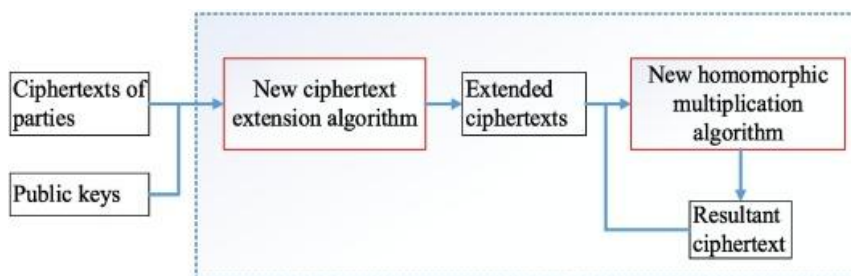 Ciphertexts of
parties
Public keys
New ciphertext
extension algorithm
Extended
ciphertexts
New homomorphic
multiplication
algorithm
Resultant
ciphertext